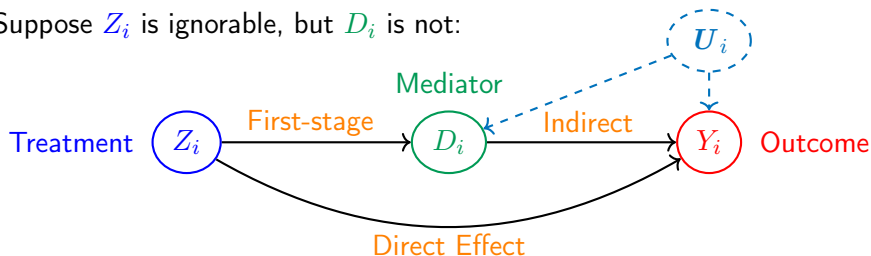 Suppose Zᵢ is ignorable, but Dᵢ is not:
Uᵢ
Mediator
First-stage
Indirect
Treatment
Zᵢ
Dᵢ
Yᵢ
Outcome
Direct Effect